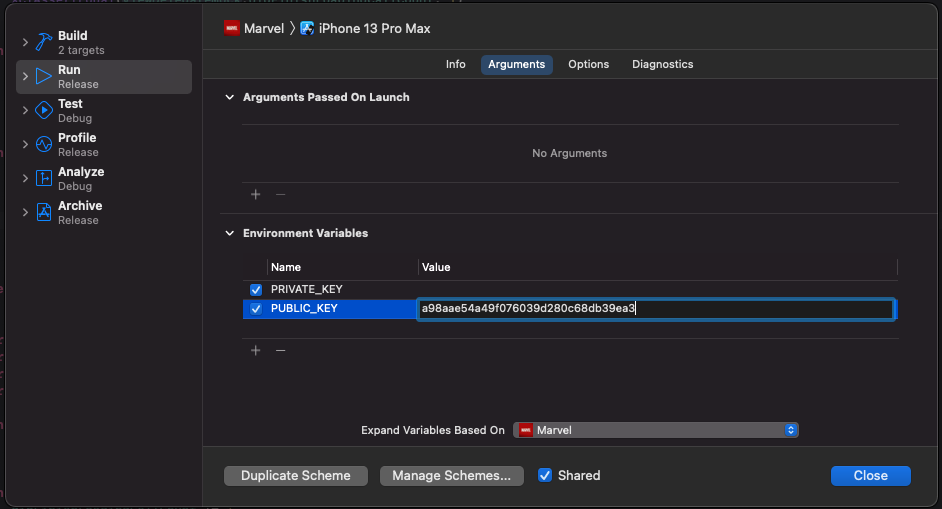 Marvel 〉 iPhone 13 Pro Max
Build
2 targets
Run
Release
Test
Debug
Profile
Release
Analyze
Debug
Archive
Release
Info Arguments Options Diagnostics
Arguments Passed On Launch
No Arguments
+ −
Environment Variables
Name Value
PRIVATE_KEY
PUBLIC_KEY a98aae54a49f076039d280c68db39ea3
+ −
Expand Variables Based On Marvel
Duplicate Scheme Manage Schemes... Shared Close